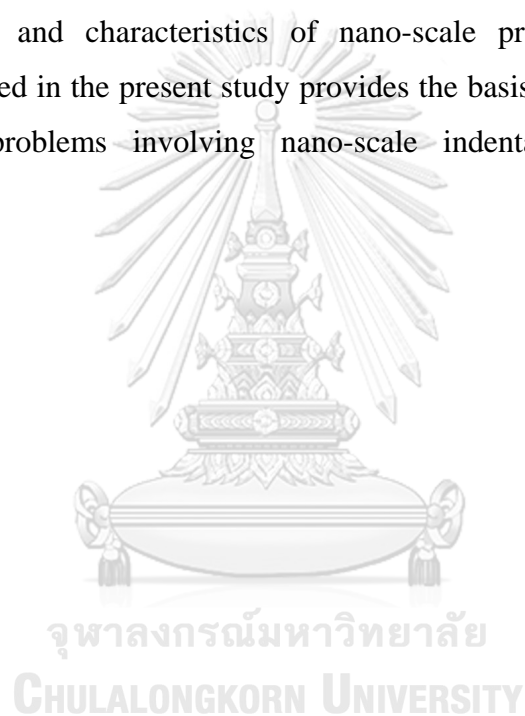 and characteristics of nano-scale pr
ed in the present study provides the basis
problems involving nano-scale indenta
จุฬาลงกรณ์มหาวิทยาลัย
CHULALONGKORN UNIVERSITY